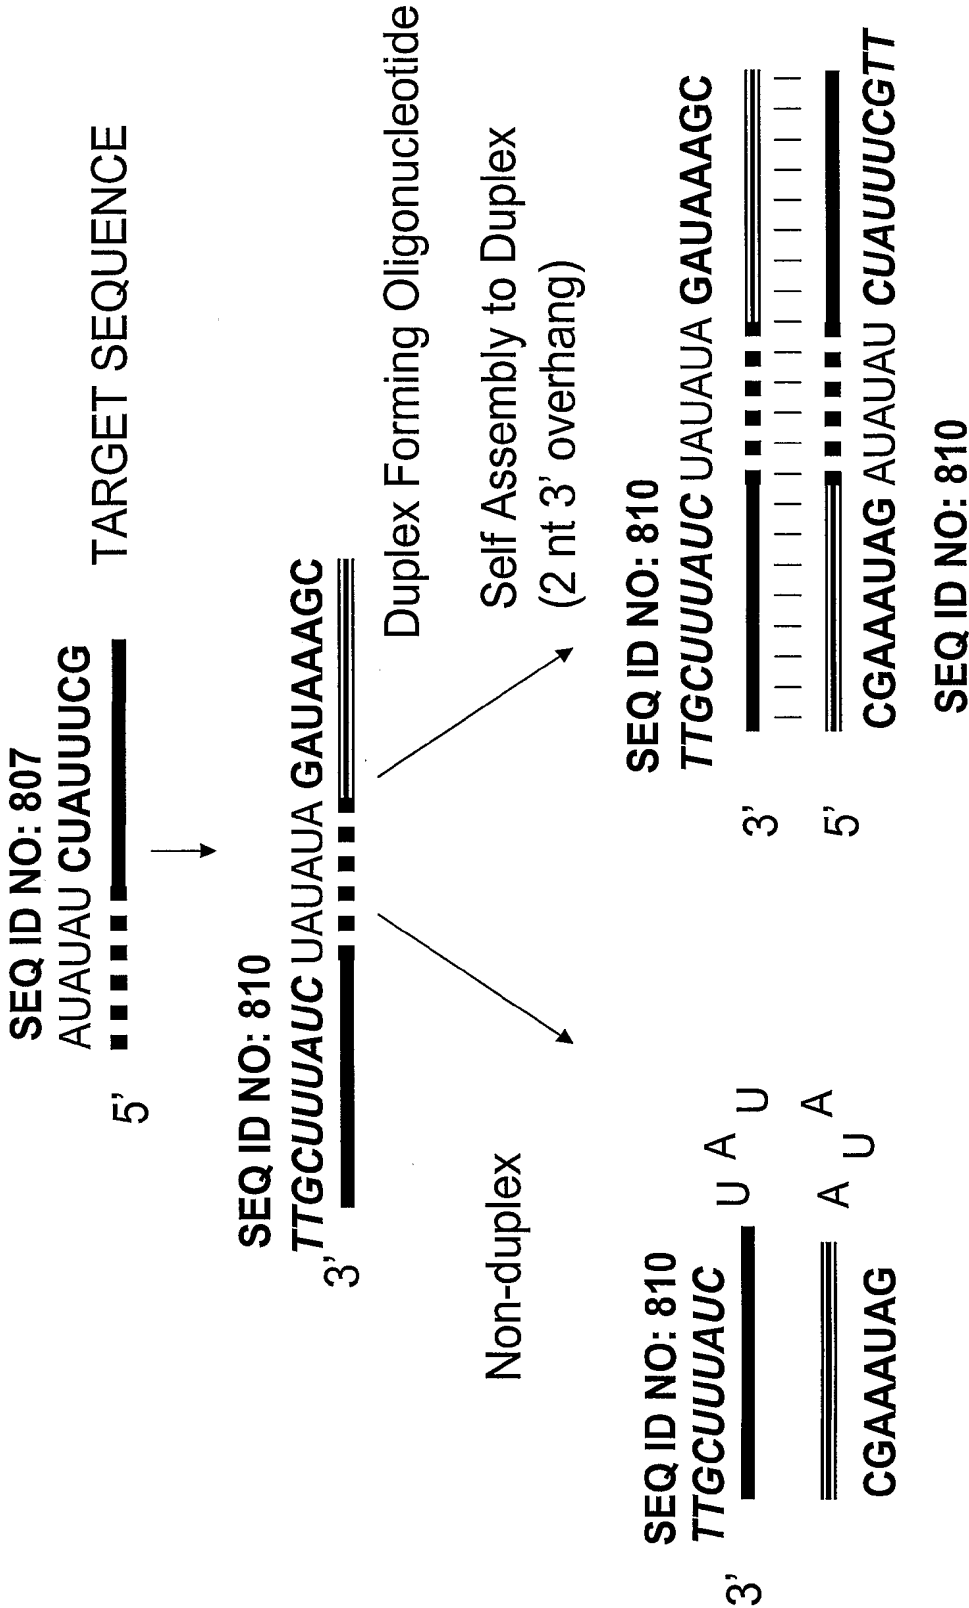 SEQ ID NO: 807
AUAUAU CUAUUUCG
5'
TARGET SEQUENCE
SEQ ID NO: 810
TTGCUUUAUC UAUAUA GAUAAAGC
3'
Duplex Forming Oligonucleotide
Non-duplex
Self Assembly to Duplex
(2 nt 3' overhang)
SEQ ID NO: 810
TTGCUUUAUC
3'
U A U
A U A
CGAAAUAG
SEQ ID NO: 810
TTGCUUUAUC UAUAUA GAUAAAGC
3'
5'
CGAAAUAG AUAUAU CUAUUUCGTT
SEQ ID NO: 810